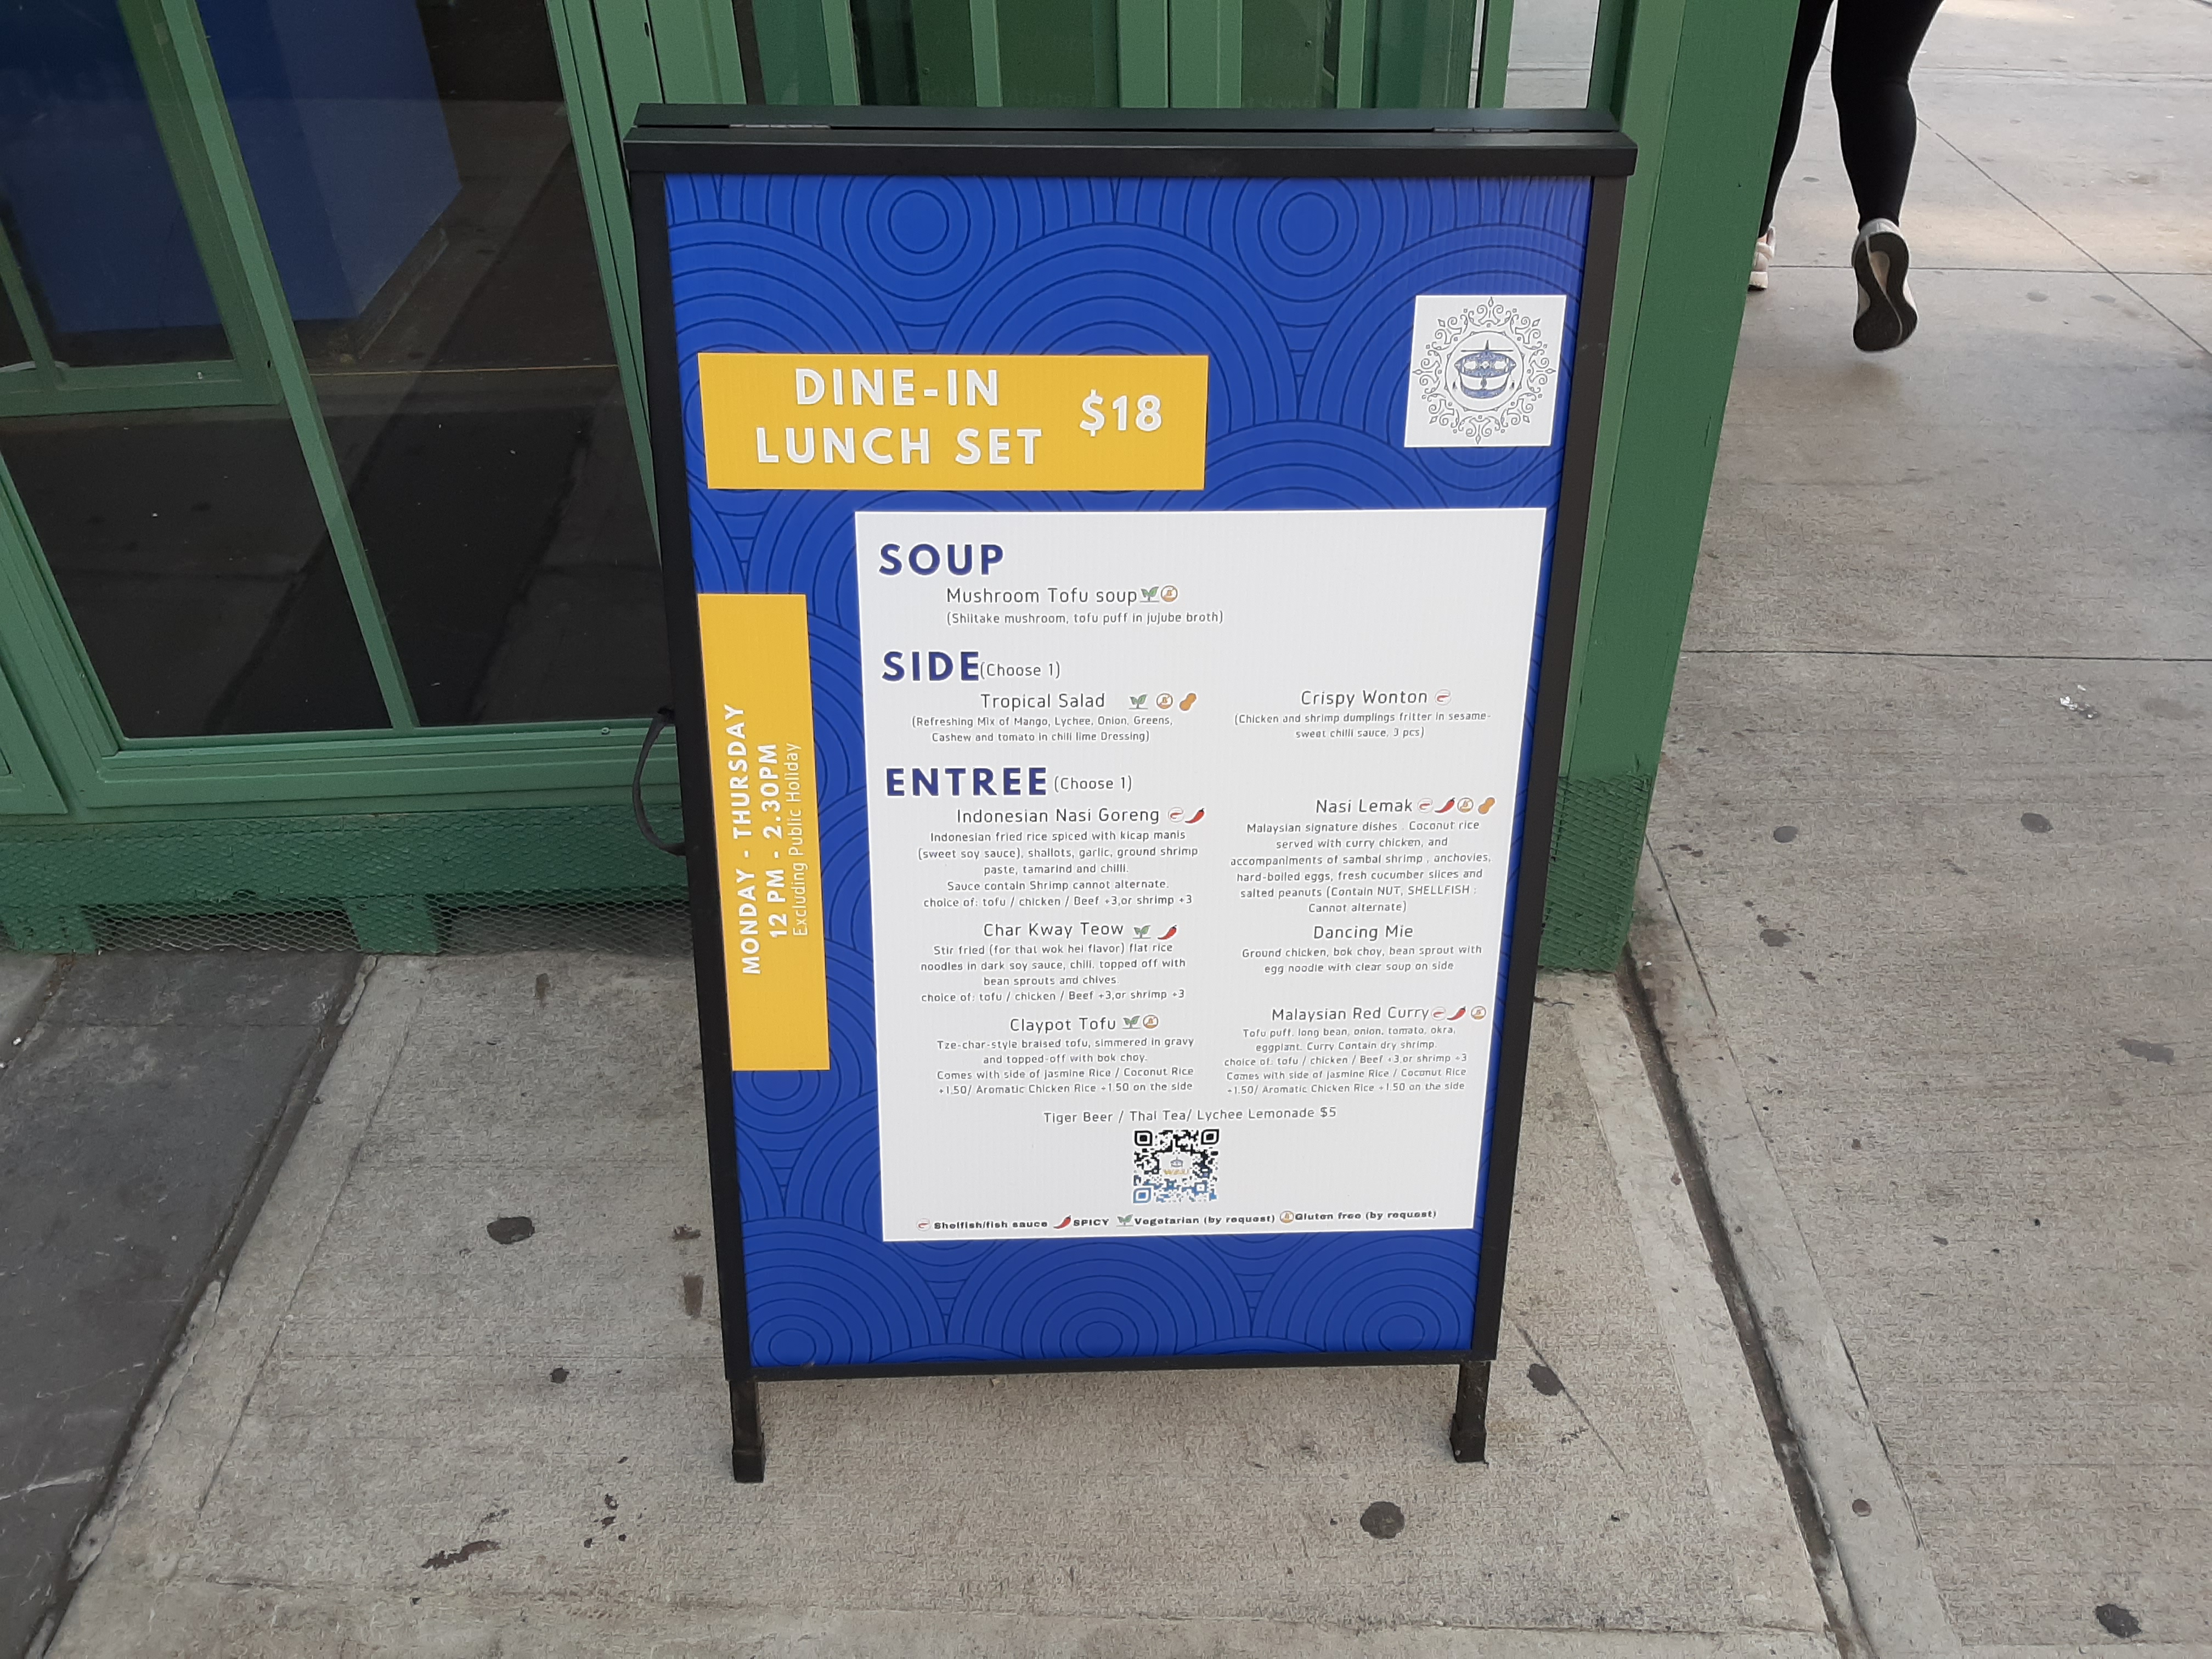 DINE-IN
LUNCH SET
$18
MONDAY - THURSDAY
12 PM - 2.30PM
Excluding Public Holiday
SOUP
Mushroom Tofu soup
(Shiitake mushroom, tofu puff in jujube broth)
SIDE (Choose 1)
Tropical Salad
(Refreshing Mix of Mango, Lychee, Onion, Greens,
Cashew and tomato in chili lime Dressing)
Crispy Wonton
(Chicken and shrimp dumplings fritter in sesame-
sweat chilli sauce, 3 pcs)
ENTREE (Choose 1)
Indonesian Nasi Goreng
Indonesian fried rice spiced with kicap manis
(sweet soy sauce), shallots, garlic, ground shrimp
paste, tamarind and chilli.
Sauce contain Shrimp cannot alternate.
choice of: tofu / chicken / Beef +3,or shrimp +3
Char Kway Teow
Stir fried (for that wok hei flavor) flat rice
noodles in dark soy sauce, chili. topped off with
bean sprouts and chives
choice of: tofu / chicken / Beef +3,or shrimp +3
Claypot Tofu
Tze-char-style braised tofu, simmered in gravy
and topped-off with bok choy.
Comes with side of Jasmine Rice / Coconut Rice
+1.50/ Aromatic Chicken Rice +1.50 on the side
Nasi Lemak
Malaysian signature dishes . Coconut rice
served with curry chicken, and
accompaniments of sambal shrimp , anchovies,
hard-boiled eggs, fresh cucumber slices and
salted peanuts (Contain NUT, SHELLFISH :
Cannot alternate)
Dancing Mie
Ground chicken, bok choy, bean sprout with
egg noodle with clear soup on side
Malaysian Red Curry
Tofu puff, long bean, onion, tomato, okra,
eggplant. Curry Contain dry shrimp.
choice of: tofu / chicken / Beef +3,or shrimp +3
Comes with side of Jasmine Rice / Coconut Rice
+1.50/ Aromatic Chicken Rice +1.50 on the side
Tiger Beer / Thai Tea/ Lychee Lemonade $5
WAU
Shelfish/fish sauce SPICY Vegetarian (by request) Gluten free (by request)